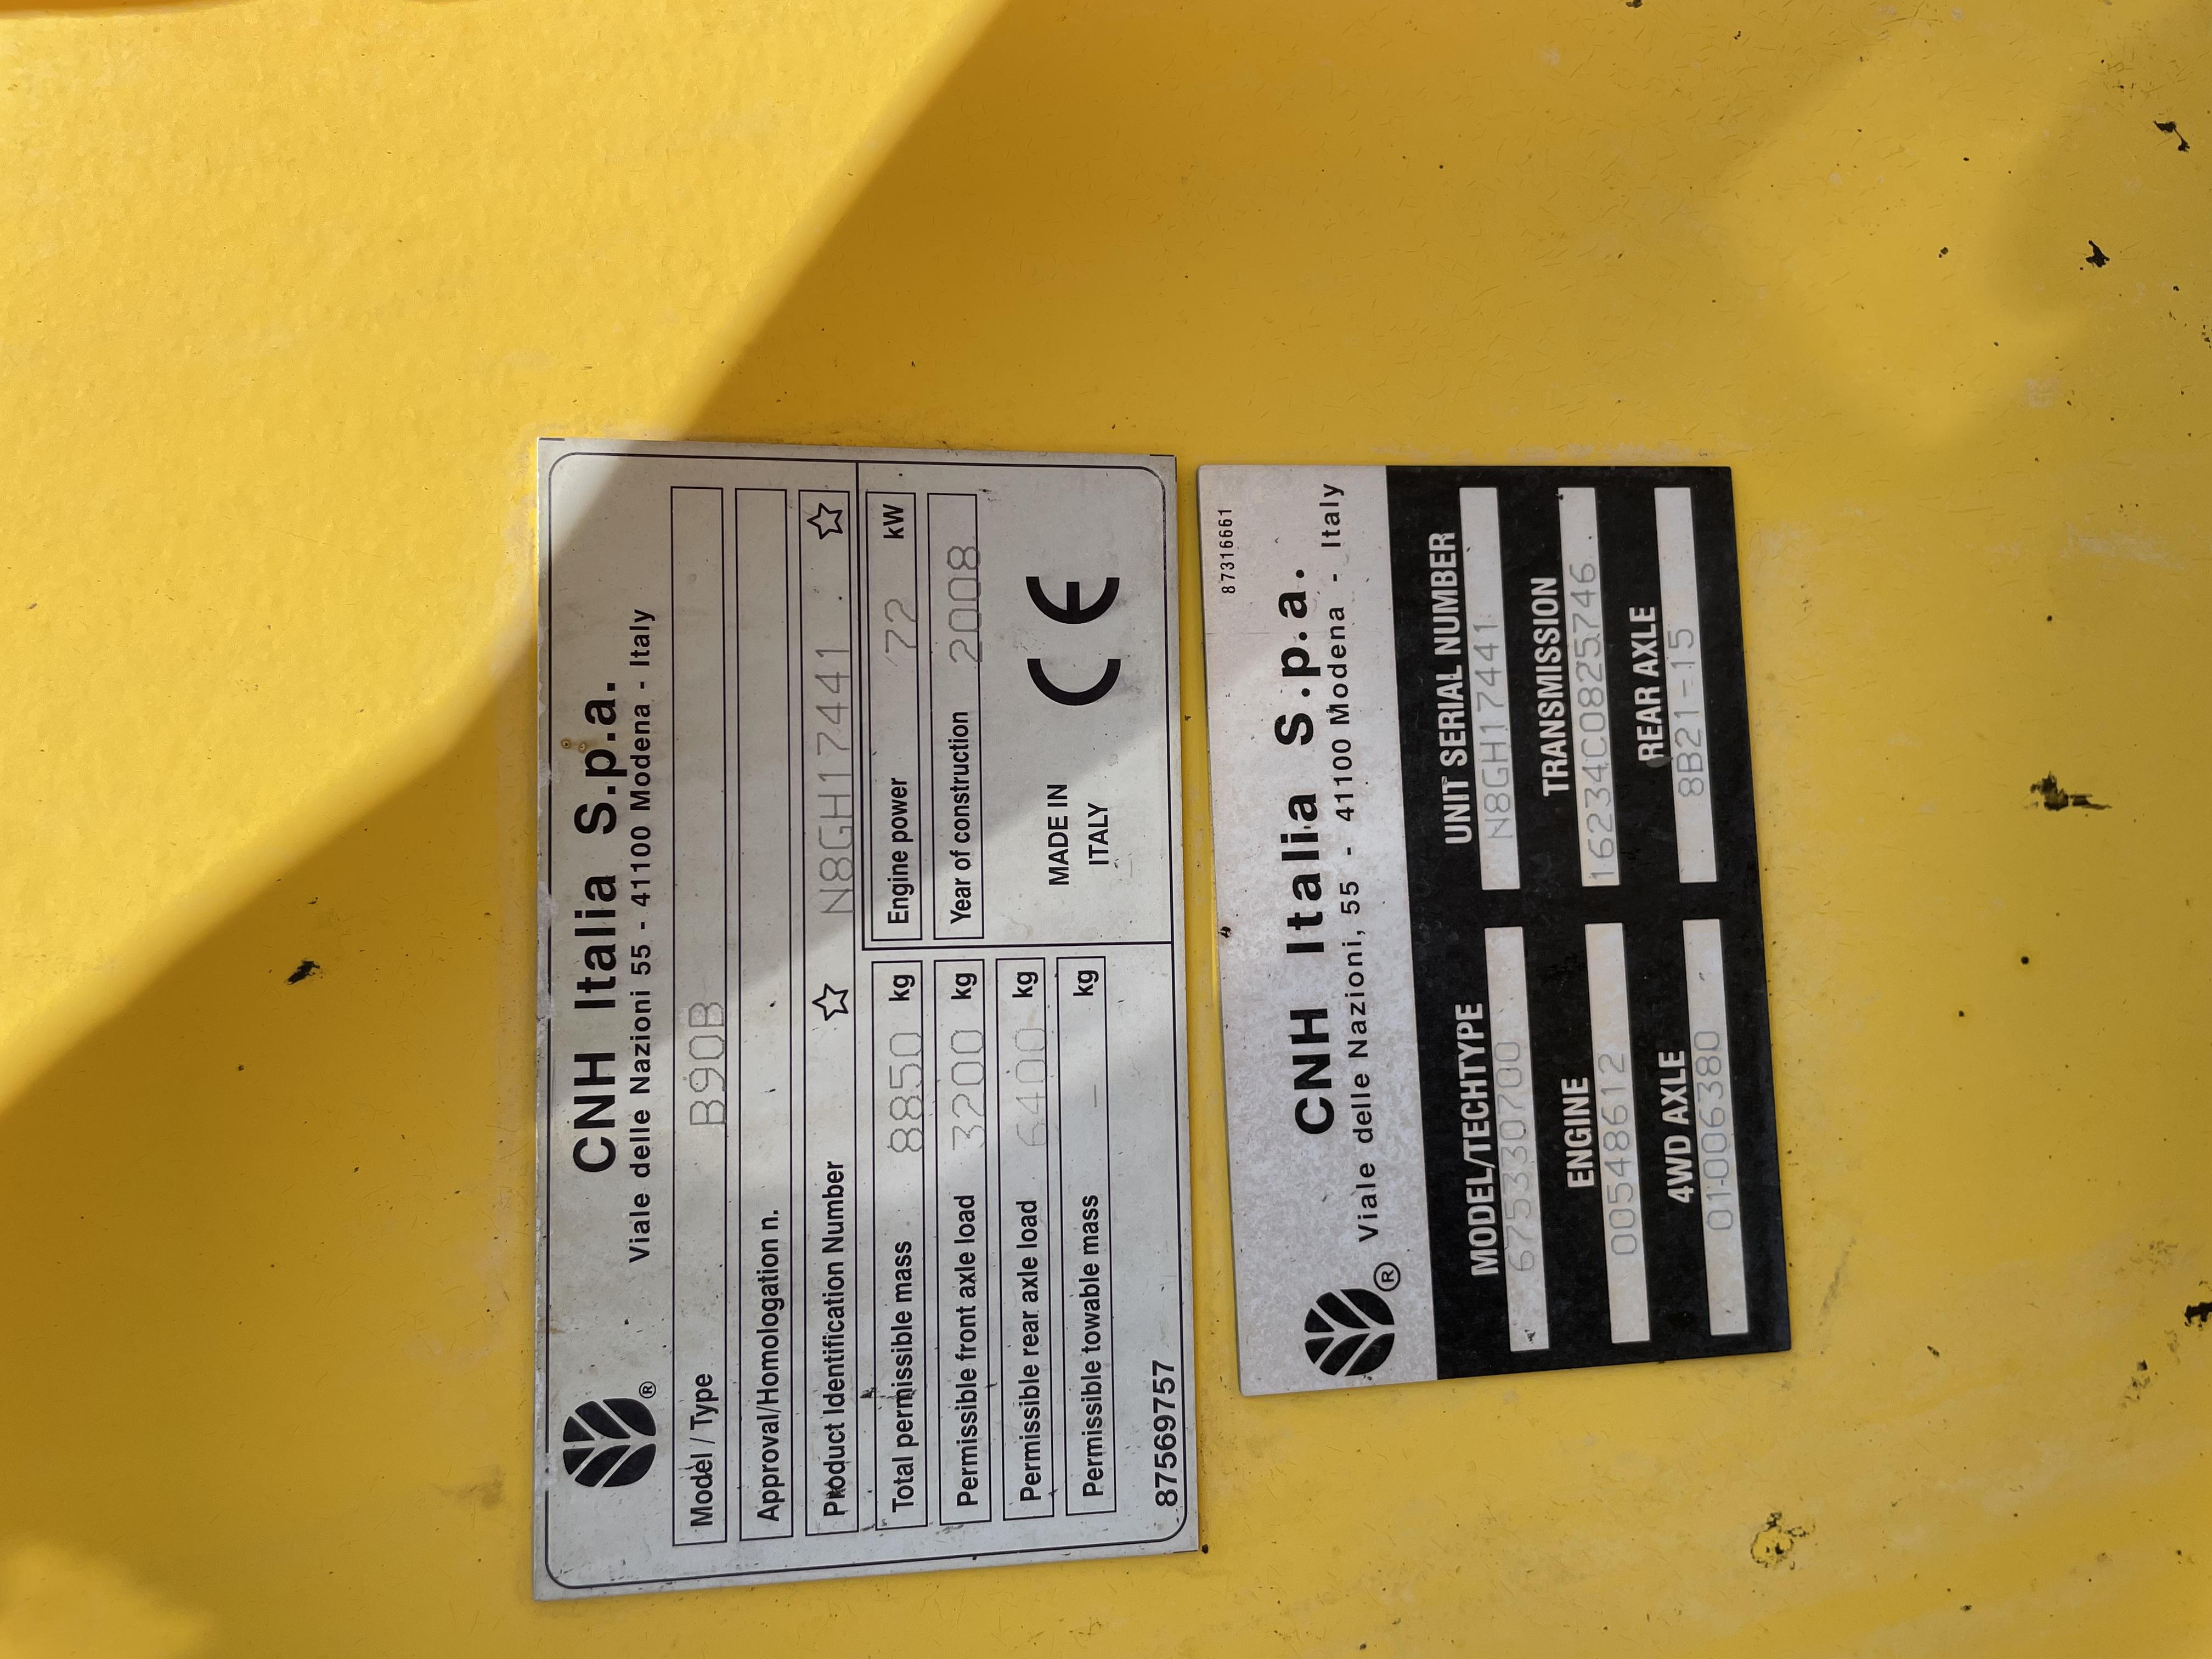 CNH Italia S.p.a.
Viale delle Nazioni 55 - 41100 Modena - Italy
®
Model / Type B90B
Approval/Homologation n.
Product Identification Number ☆ N8GH17441 ☆
Total permissible mass 8850 kg
Permissible front axle load 3200 kg
Permissible rear axle load 6400 kg
Permissible towable mass – kg
Engine power 72 kW
Year of construction 2008
MADE IN
ITALY
CE
87569757
87316661
CNH Italia S.p.a.
® Viale delle Nazioni, 55 - 41100 Modena - Italy
MODEL/TECHTYPE UNIT SERIAL NUMBER
675330700 N8GH17441
ENGINE TRANSMISSION
00548612 16234C0825746
4WD AXLE REAR AXLE
01006380 8B21-15